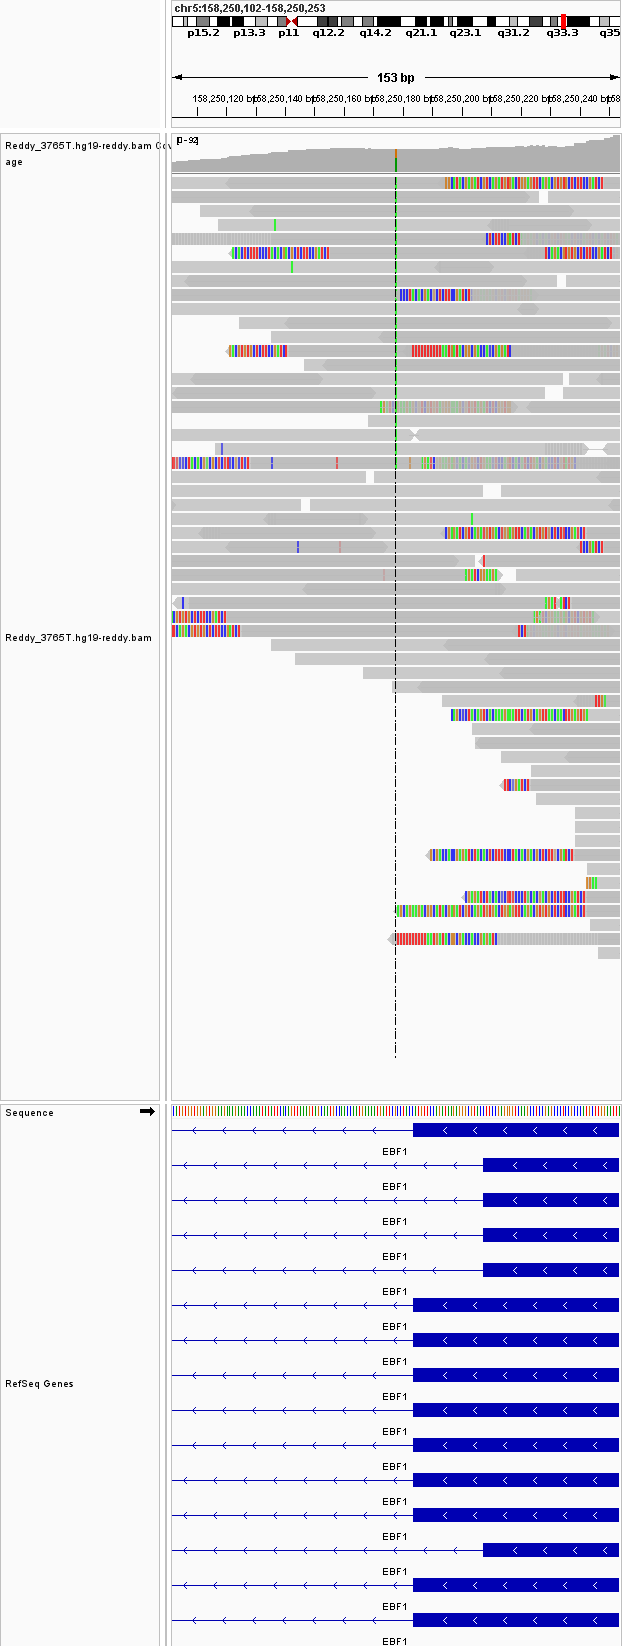 chr5:158,250,102-158,250,253
p15.2 p13.3 p11 q12.2 q14.2 q21.1 q23.1 q31.2 q33.3 q35
153 bp
158,250,120 bp 158,250,140 bp 158,250,160 bp 158,250,180 bp 158,250,200 bp 158,250,220 bp 158,250,240 bp 158
[0-92]
Reddy_3765T.hg19-reddy.bam Cov
age
Reddy_3765T.hg19-reddy.bam
Sequence
EBF1
EBF1
EBF1
EBF1
EBF1
EBF1
EBF1
RefSeq Genes
EBF1
EBF1
EBF1
EBF1
EBF1
EBF1
EBF1
EBF1